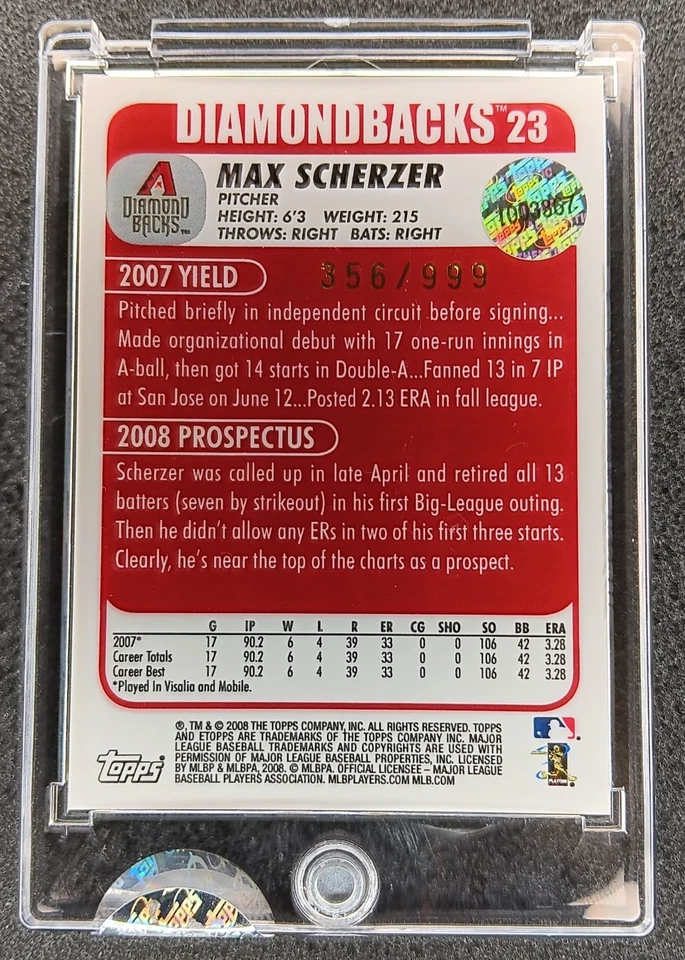 DIAMONDBACKS™ 23
A
DIAMOND
BACKS™
MAX SCHERZER
PITCHER
HEIGHT: 6'3 WEIGHT: 215
THROWS: RIGHT BATS: RIGHT
Topps
2007 YIELD
356/999
Pitched briefly in independent circuit before signing...
Made organizational debut with 17 one-run innings in
A-ball, then got 14 starts in Double-A...Fanned 13 in 7 IP
at San Jose on June 12...Posted 2.13 ERA in fall league.
2008 PROSPECTUS
Scherzer was called up in late April and retired all 13
batters (seven by strikeout) in his first Big-League outing.
Then he didn't allow any ERs in two of his first three starts.
Clearly, he's near the top of the charts as a prospect.
G IP W L R ER CG SHO SO BB ERA
2007* 17 90.2 6 4 39 33 0 0 106 42 3.28
Career Totals 17 90.2 6 4 39 33 0 0 106 42 3.28
Career Best 17 90.2 6 4 39 33 0 0 106 42 3.28
*Played In Visalia and Mobile.
®, TM & © 2008 THE TOPPS COMPANY, INC. ALL RIGHTS RESERVED. TOPPS
AND ETOPPS ARE TRADEMARKS OF THE TOPPS COMPANY INC. MAJOR
LEAGUE BASEBALL TRADEMARKS AND COPYRIGHTS ARE USED WITH
PERMISSION OF MAJOR LEAGUE BASEBALL PROPERTIES, INC. LICENSED
BY MLBP & MLBPA, 2008. © MLBPA. OFFICIAL LICENSEE – MAJOR LEAGUE
BASEBALL PLAYERS ASSOCIATION. MLBPLAYERS.COM MLB.COM
topps